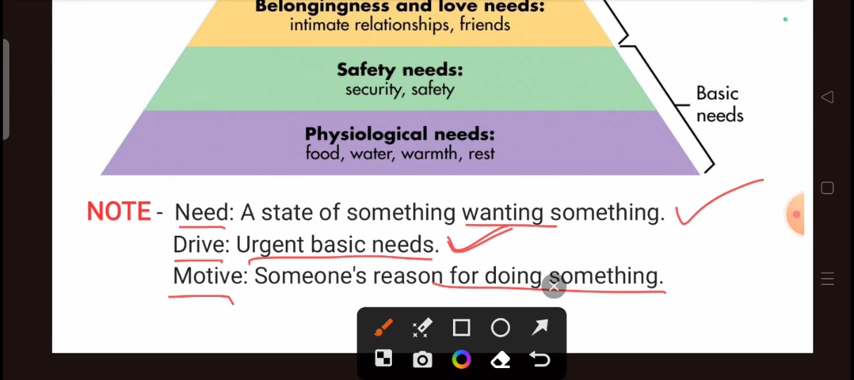 Belongingness and love needs:
intimate relationships, friends
Safety needs:
security, safety
Physiological needs:
food, water, warmth, rest
Basic
needs
NOTE - Need: A state of something wanting something.
Drive: Urgent basic needs.
Motive: Someone's reason for doing something.